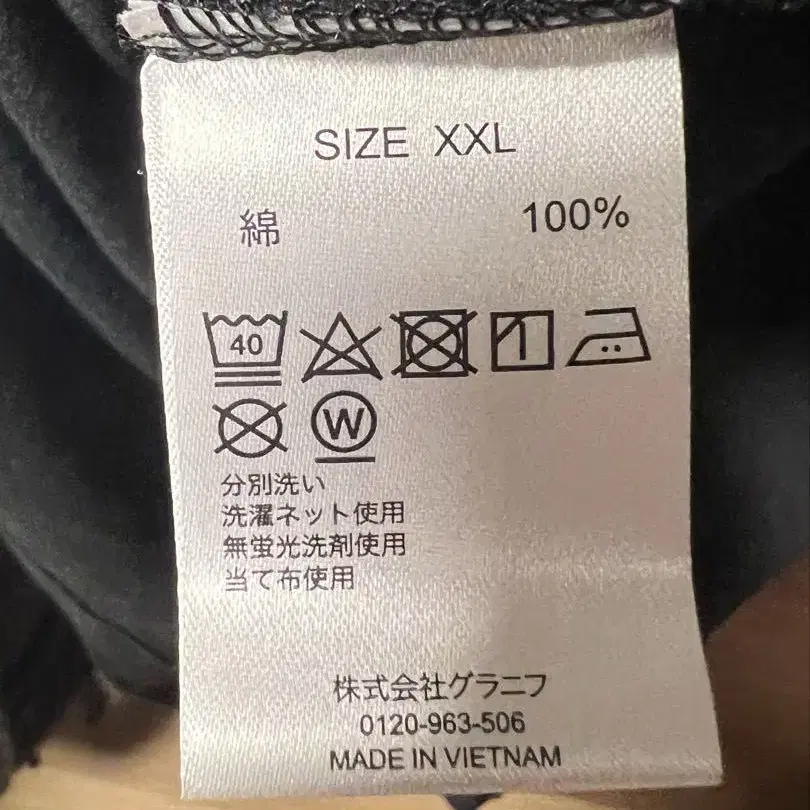 SIZE XXL
綿 100%
40
W
分別洗い
洗濯ネット使用
無蛍光洗剤使用
当て布使用
株式会社グラニフ
0120-963-506
MADE IN VIETNAM